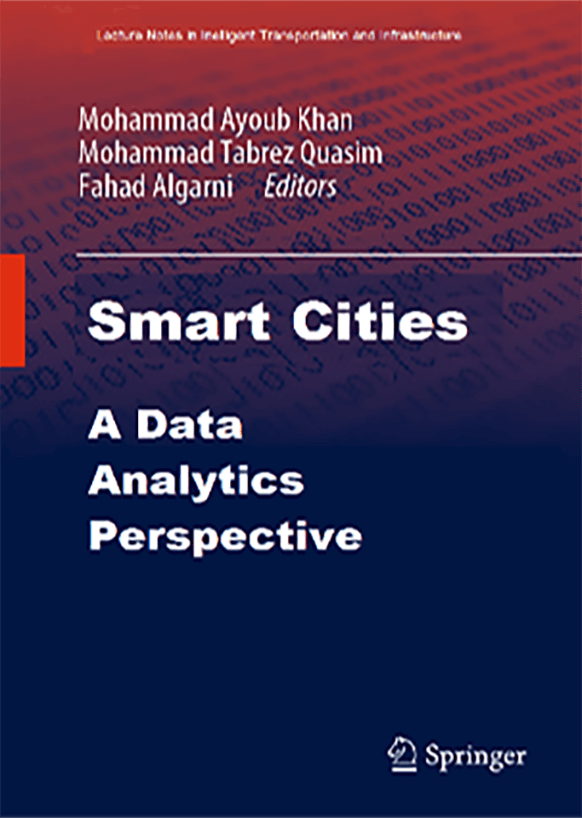 Lecture Notes in Inelligent Transportation and Infrastructure
Mohammad Ayoub Khan
Mohammad Tabrez Quasim
Fahad Algarni Editors
Smart Cities
A Data
Analytics
Perspective
Springer